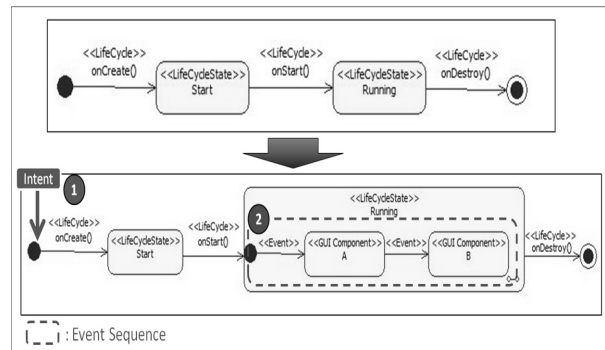 <<LifeCycle>>
onCreate()
<<LifeCycleState>>
Start
<<LifeCycle>>
onStart()
<<LifeCycleState>>
Running
<<LifeCycle>>
onDestroy()
Intent
1
<<LifeCycle>>
onCreate()
<<LifeCycleState>>
Start
<<LifeCycle>>
onStart()
<<LifeCycleState>>
Running
2
<<Event>>
<<GUI Component>>
A
<<Event>>
<<GUI Component>>
B
<<LifeCycle>>
onDestroy()
: Event Sequence